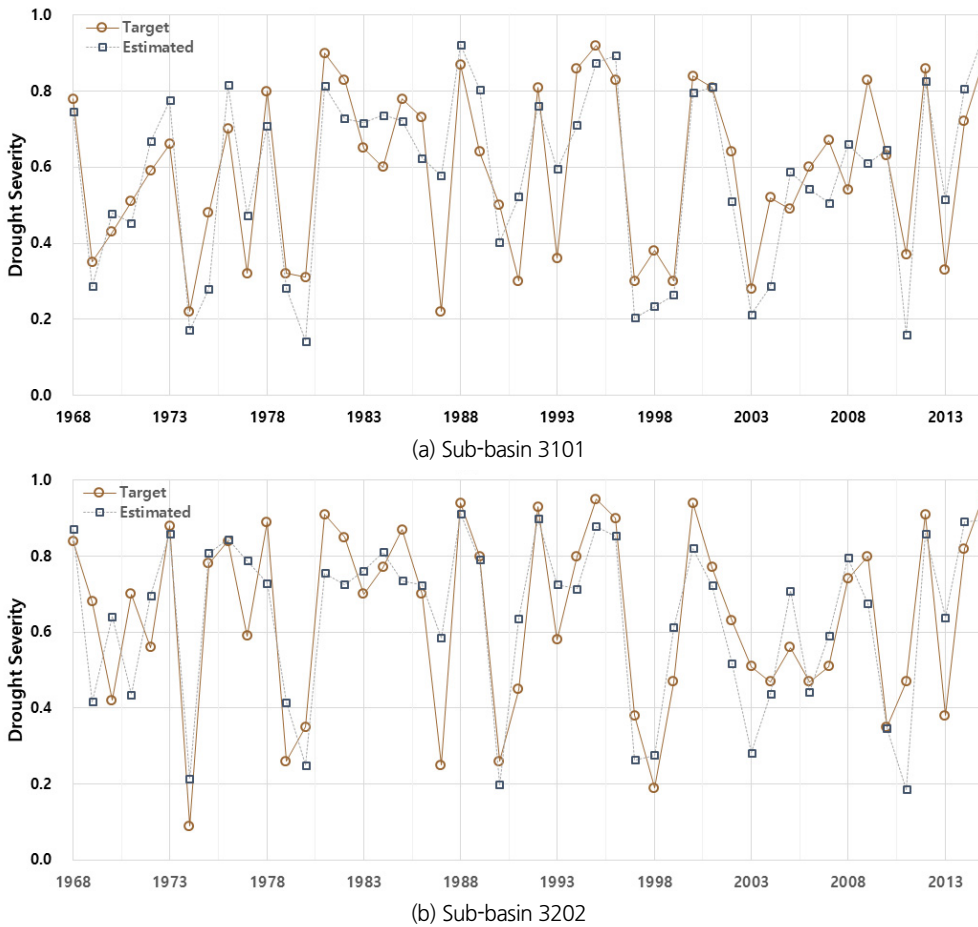 1.0
Target
Estimated
0.8
0.6
0.4
0.2
0.0
Drought Severity
1968 1973 1978 1983 1988 1993 1998 2003 2008 2013
(a) Sub-basin 3101
1.0
Target
Estimated
0.8
0.6
0.4
0.2
0.0
Drought Severity
1968 1973 1978 1983 1988 1993 1998 2003 2008 2013
(b) Sub-basin 3202